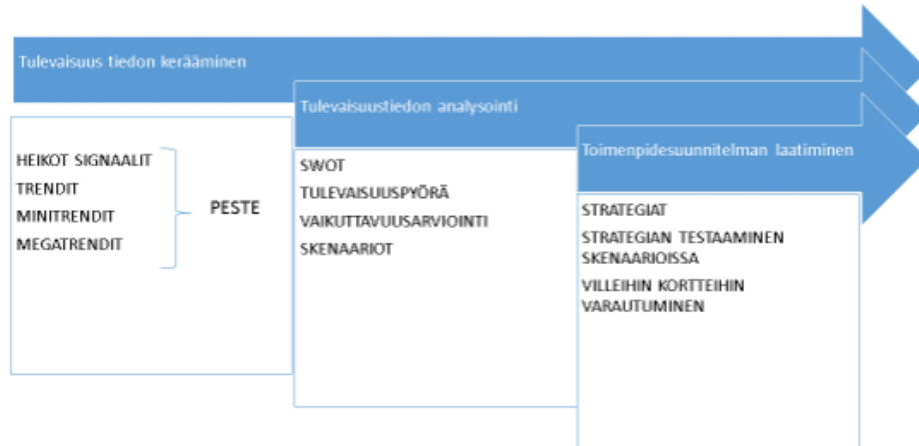 Tulevaisuus tiedon kerääminen
HEIKOT SIGNAALIT
TRENDIT
MINITRENDIT
MEGATRENDIT
PESTE
Tulevaisuustiedon analysointi
SWOT
TULEVAISUUSPYÖRÄ
VAIKUTTAVUUSARVIOINTI
SKENAARIOT
Toimenpidesuunnitelman laatiminen
STRATEGIAT
STRATEGIAN TESTAAMINEN
SKENAARIOISSA
VILLEIHIN KORTTEIHIN
VARAUTUMINEN